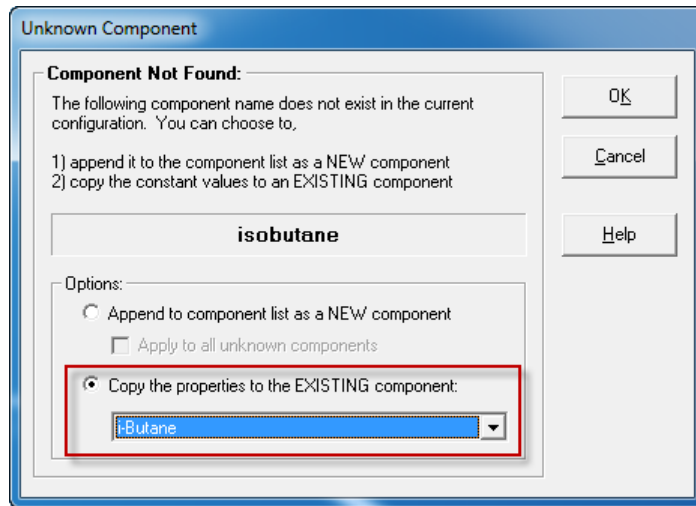 Unknown Component
Component Not Found:
The following component name does not exist in the current
configuration. You can choose to,
1) append it to the component list as a NEW component
2) copy the constant values to an EXISTING component
isobutane
Options:
Append to component list as a NEW component
Apply to all unknown components
Copy the properties to the EXISTING component:
i-Butane
OK
Cancel
Help